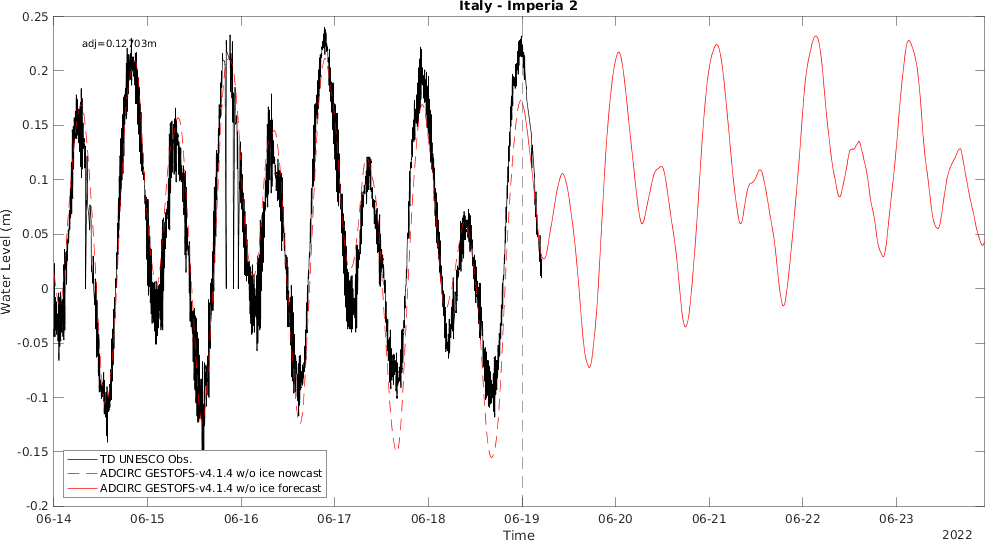 Italy - Imperia 2
adj=0.12703m
0.25
0.2
0.15
0.1
0.05
0
-0.05
-0.1
-0.15
-0.2
Water Level (m)
TD UNESCO Obs.
ADCIRC GESTOFS-v4.1.4 w/o ice nowcast
ADCIRC GESTOFS-v4.1.4 w/o ice forecast
06-14 06-15 06-16 06-17 06-18 06-19 06-20 06-21 06-22 06-23
Time
2022